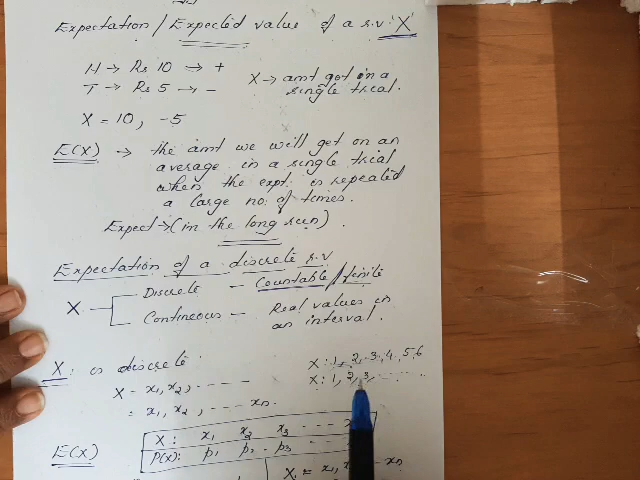 Expectation / Expected value of a r.v 'X'
H → Rs 10 → +
T → Rs 5 → -
X → amt got in a
single trial.
X = 10, -5
E(X) → the amt we will get on an
average in a single trial
when the expt. is repeated
a large no. of times.
Expect → (in the long run).
Expectation of a discrete r.v
X
Discrete - Countable / finite
Continuous - Real values in
an interval.
X: is discrete.
X: 1, 2, 3, 4, 5, 6
X: 1, 2, 3, ......
X - x1, x2, ------
= x1, x2, ---- xn.
E(X)
X: x1 x2 x3 ---
P(X): p1 p2 p3 ---
X = x1, x --- xn